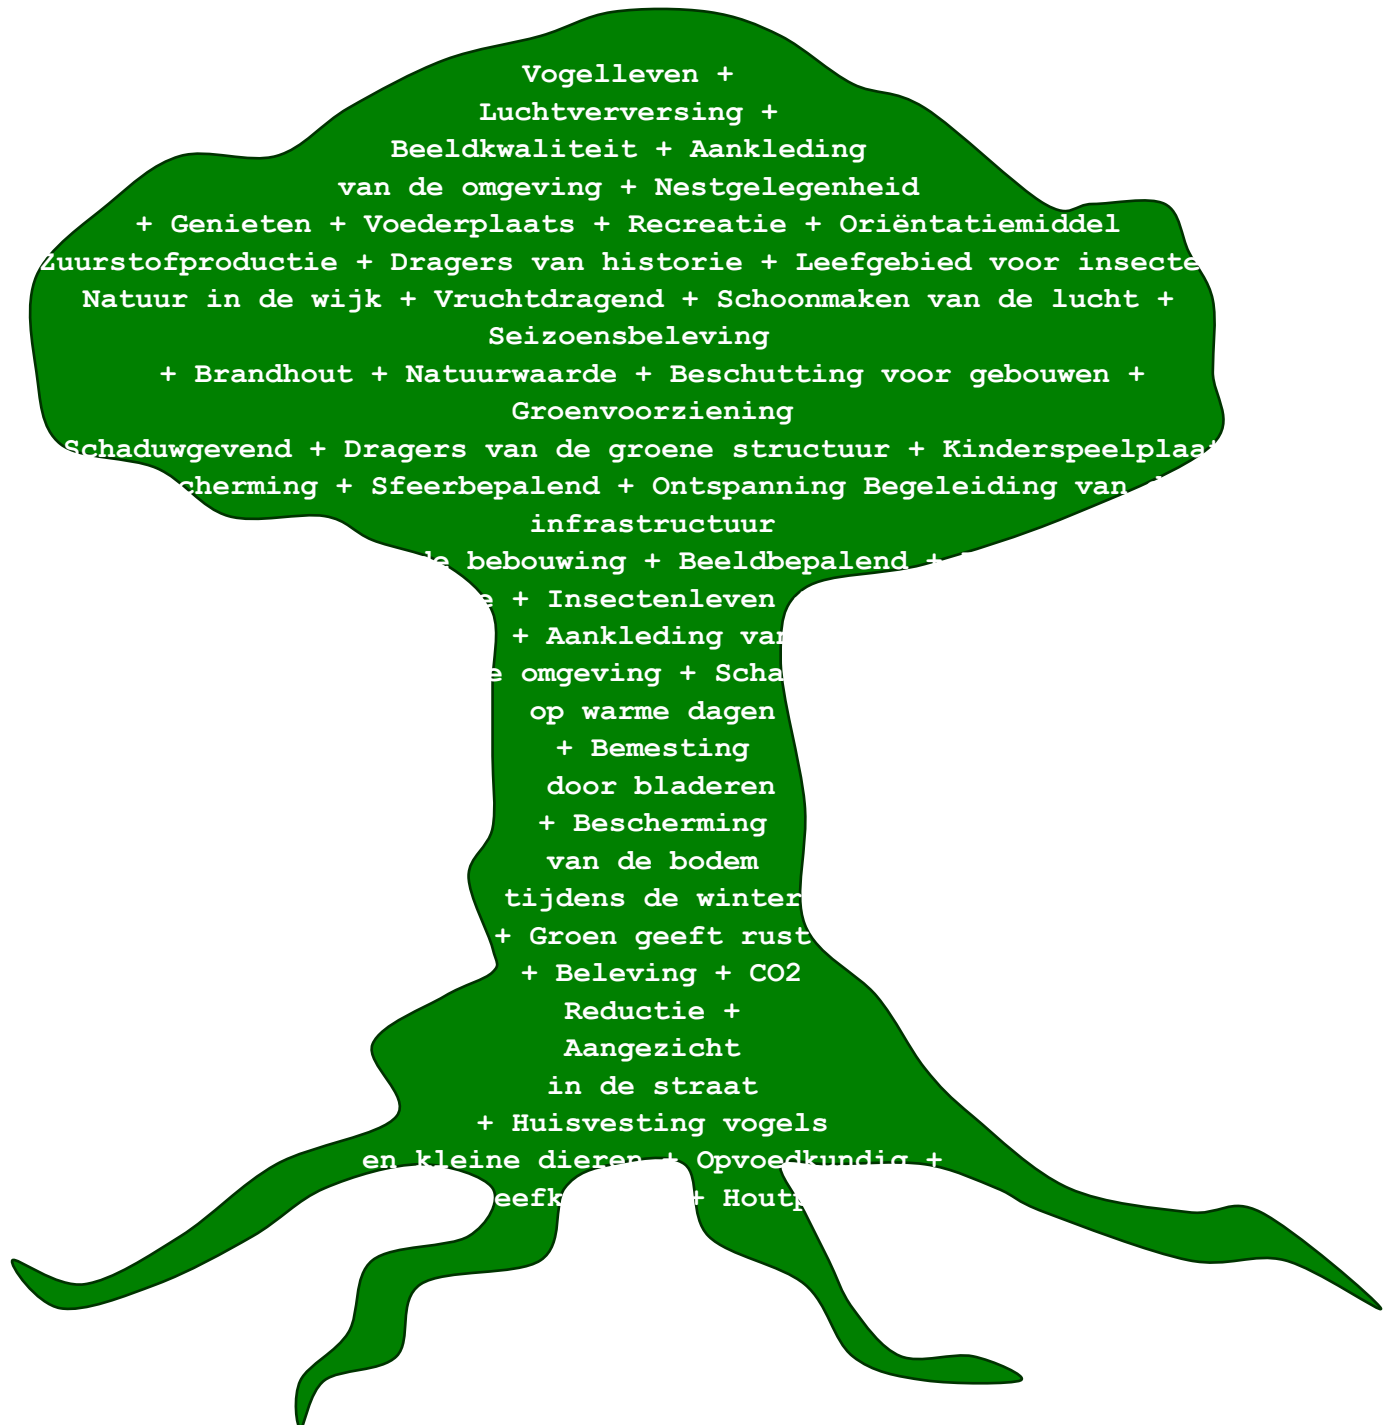 Vogelleven +
Luchtverversing +
Beeldkwaliteit + Aankleding
van de omgeving + Nestgelegenheid
+ Genieten + Voederplaats + Recreatie + Oriëntatiemiddel
Zuurstofproductie + Dragers van historie + Leefgebied voor insecte
Natuur in de wijk + Vruchtdragend + Schoonmaken van de lucht +
Seizoensbeleving
+ Brandhout + Natuurwaarde + Beschutting voor gebouwen +
Groenvoorziening
Schaduwgevend + Dragers van de groene structuur + Kinderspeelplaat
cherming + Sfeerbepalend + Ontspanning Begeleiding van
infrastructuur
de bebouwing + Beeldbepalend +
e + Insectenleven
+ Aankleding van
e omgeving + Scha
op warme dagen
+ Bemesting
door bladeren
+ Bescherming
van de bodem
tijdens de winter
+ Groen geeft rust
+ Beleving + CO2
Reductie +
Aangezicht
in de straat
+ Huisvesting vogels
en kleine dieren + Opvoedkundig +
eefk + Houtp